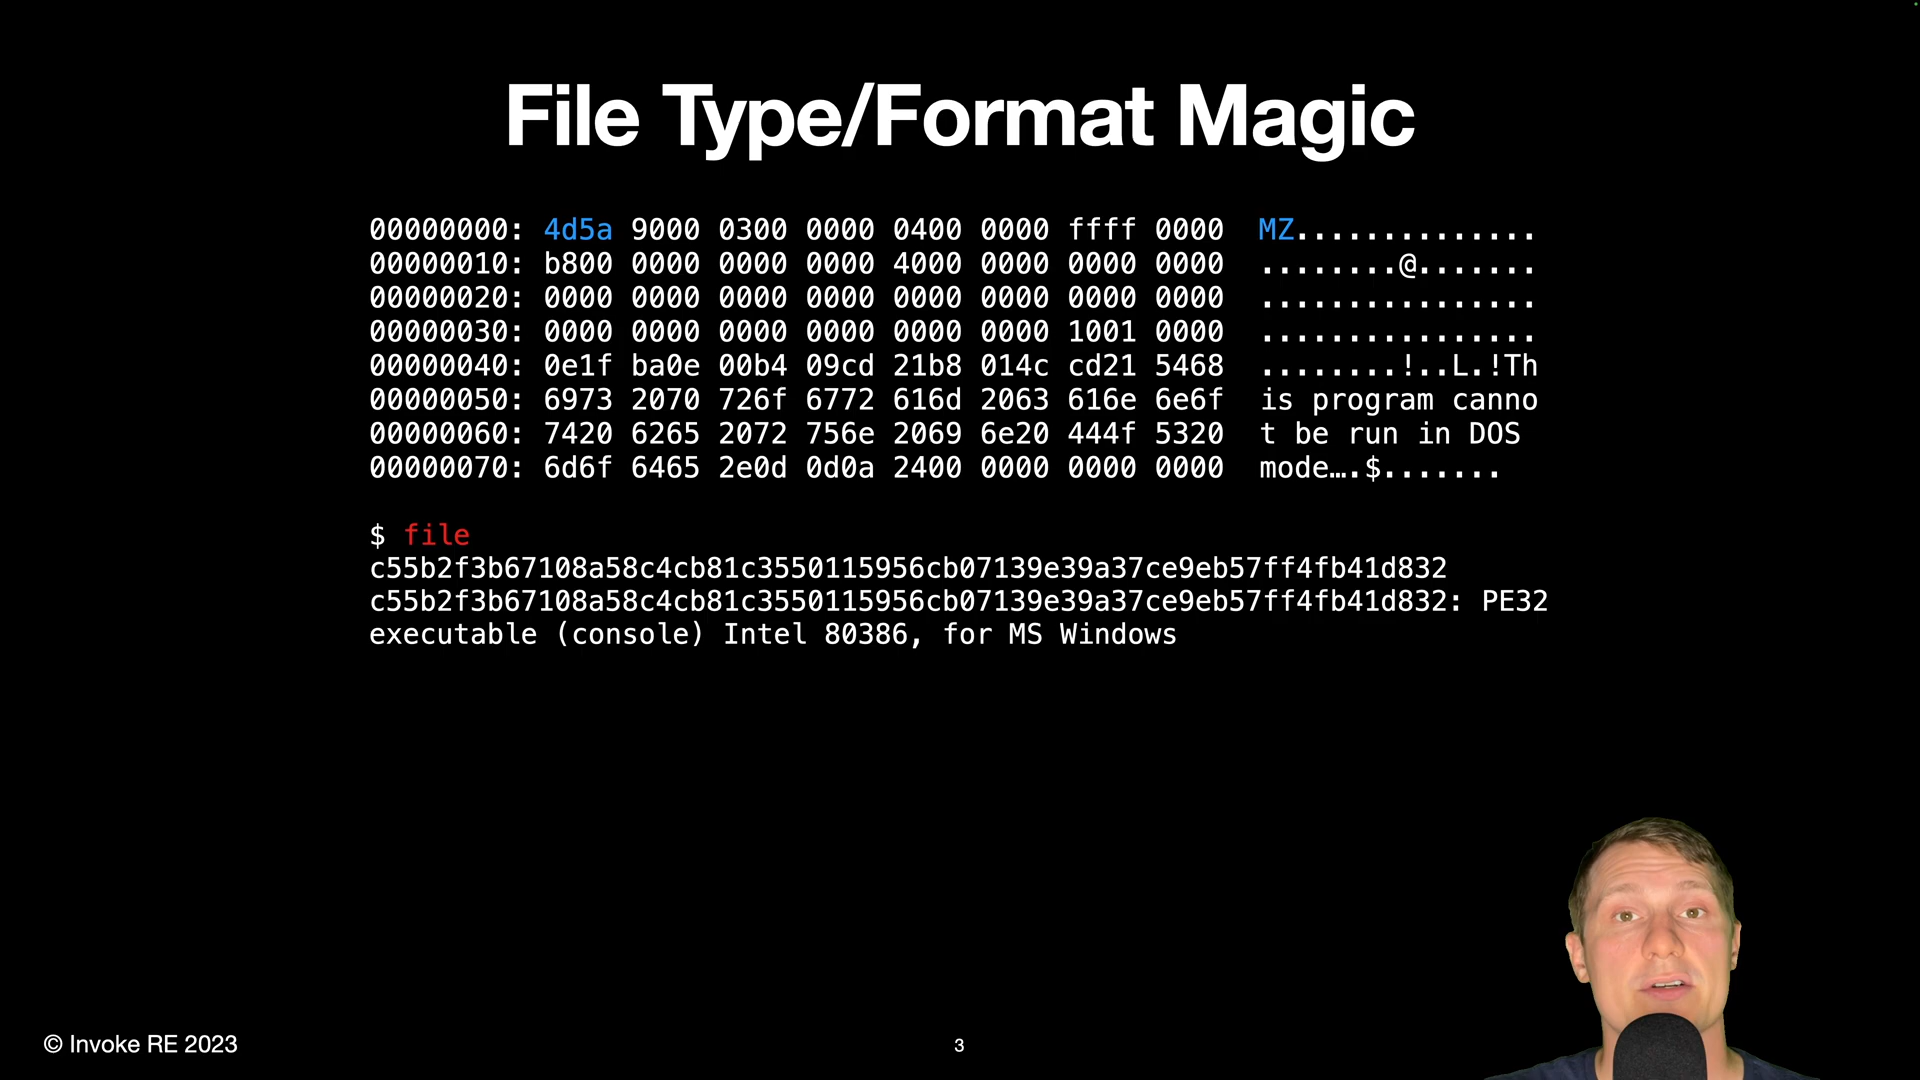 File Type/Format Magic
00000000: 4d5a 9000 0300 0000 0400 0000 ffff 0000  MZ..............
00000010: b800 0000 0000 0000 4000 0000 0000 0000  ........@.......
00000020: 0000 0000 0000 0000 0000 0000 0000 0000  ................
00000030: 0000 0000 0000 0000 0000 0000 1001 0000  ................
00000040: 0e1f ba0e 00b4 09cd 21b8 014c cd21 5468  ........!..L.!Th
00000050: 6973 2070 726f 6772 616d 2063 616e 6e6f  is program canno
00000060: 7420 6265 2072 756e 2069 6e20 444f 5320  t be run in DOS
00000070: 6d6f 6465 2e0d 0d0a 2400 0000 0000 0000  mode….$.......
$ file
c55b2f3b67108a58c4cb81c3550115956cb07139e39a37ce9eb57ff4fb41d832
c55b2f3b67108a58c4cb81c3550115956cb07139e39a37ce9eb57ff4fb41d832: PE32
executable (console) Intel 80386, for MS Windows
© Invoke RE 2023
3